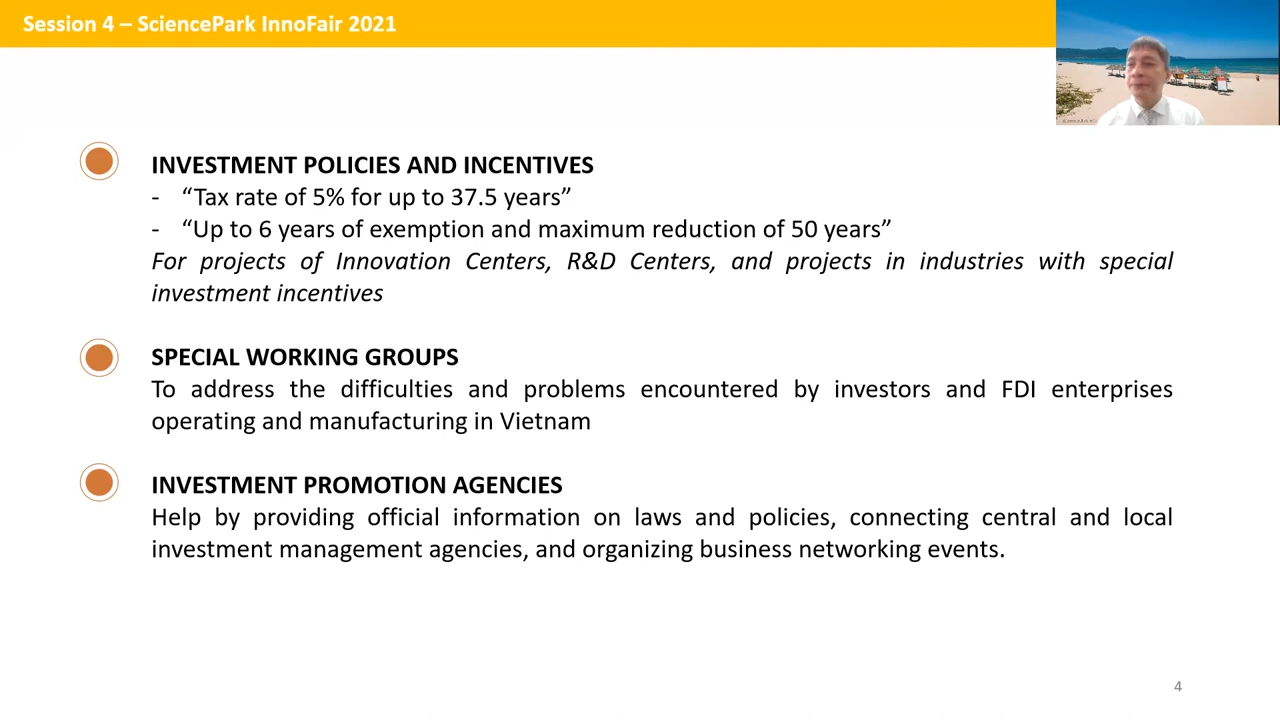 Session 4 – SciencePark InnoFair 2021
INVESTMENT POLICIES AND INCENTIVES
- “Tax rate of 5% for up to 37.5 years”
- “Up to 6 years of exemption and maximum reduction of 50 years”
For projects of Innovation Centers, R&D Centers, and projects in industries with special
investment incentives
SPECIAL WORKING GROUPS
To address the difficulties and problems encountered by investors and FDI enterprises
operating and manufacturing in Vietnam
INVESTMENT PROMOTION AGENCIES
Help by providing official information on laws and policies, connecting central and local
investment management agencies, and organizing business networking events.
4